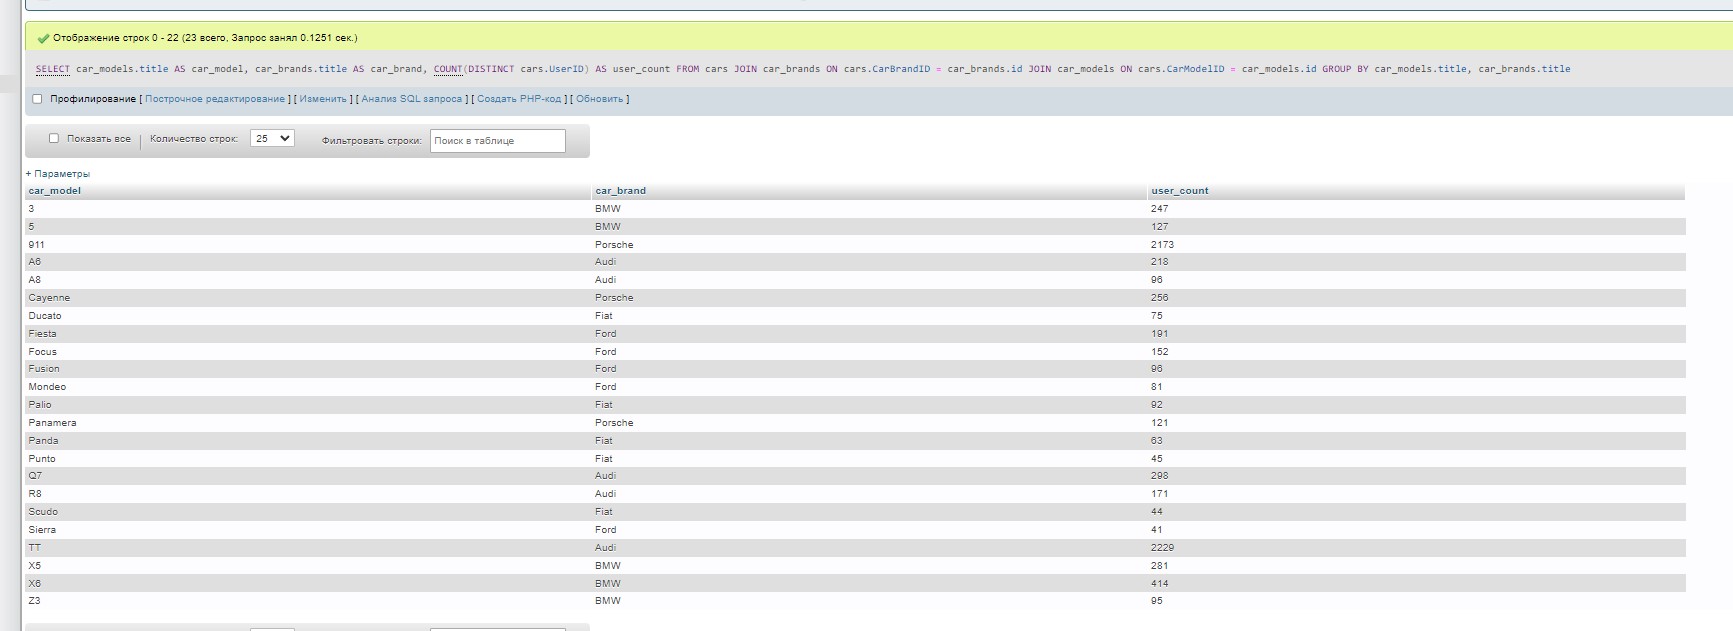 Отображение строк 0 - 22 (23 всего, Запрос занял 0.1251 сек.)
SELECT car_models.title AS car_model, car_brands.title AS car_brand, COUNT(DISTINCT cars.UserID) AS user_count FROM cars JOIN car_brands ON cars.CarBrandID = car_brands.id JOIN car_models ON cars.CarModelID = car_models.id GROUP BY car_models.title, car_brands.title
Профилирование [ Построчное редактирование ] [ Изменить ] [ Анализ SQL запроса ] [ Создать PHP-код ] [ Обновить ]
Показать все | Количество строк: 25 Фильтровать строки: Поиск в таблице
+ Параметры
car_model car_brand user_count
3 BMW 247
5 BMW 127
911 Porsche 2173
A6 Audi 218
A8 Audi 96
Cayenne Porsche 256
Ducato Fiat 75
Fiesta Ford 191
Focus Ford 152
Fusion Ford 96
Mondeo Ford 81
Palio Fiat 92
Panamera Porsche 121
Panda Fiat 63
Punto Fiat 45
Q7 Audi 298
R8 Audi 171
Scudo Fiat 44
Sierra Ford 41
TT Audi 2229
X5 BMW 281
X6 BMW 414
Z3 BMW 95